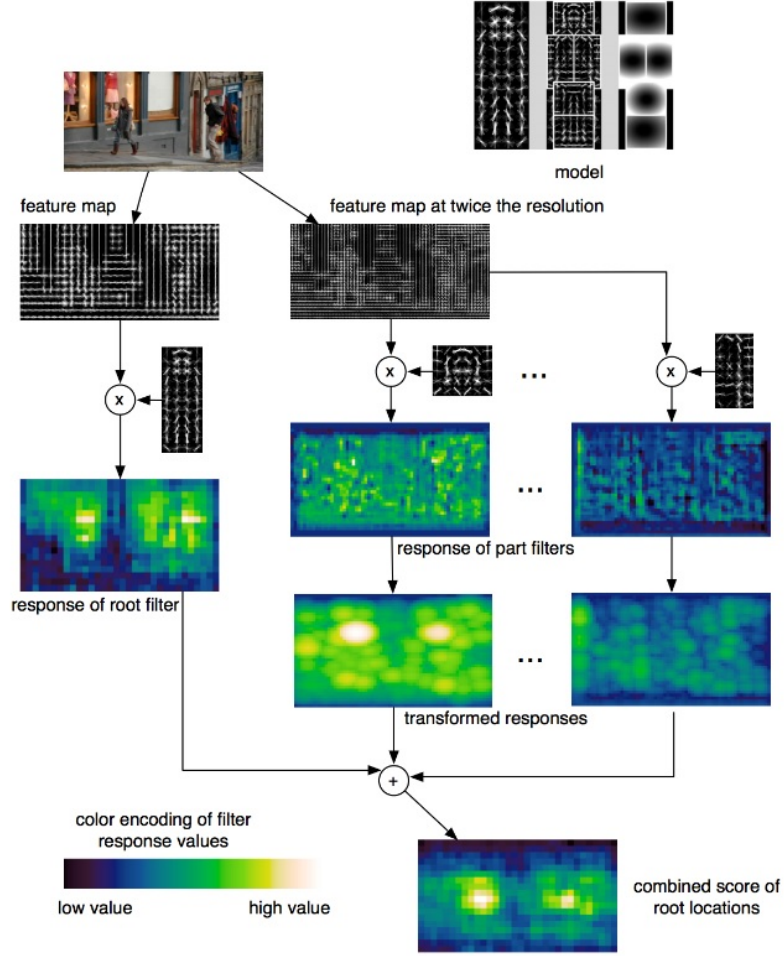 model
feature map
feature map at twice the resolution
x
x
...
x
...
response of part filters
response of root filter
...
transformed responses
+
color encoding of filter
response values
low value
high value
combined score of
root locations